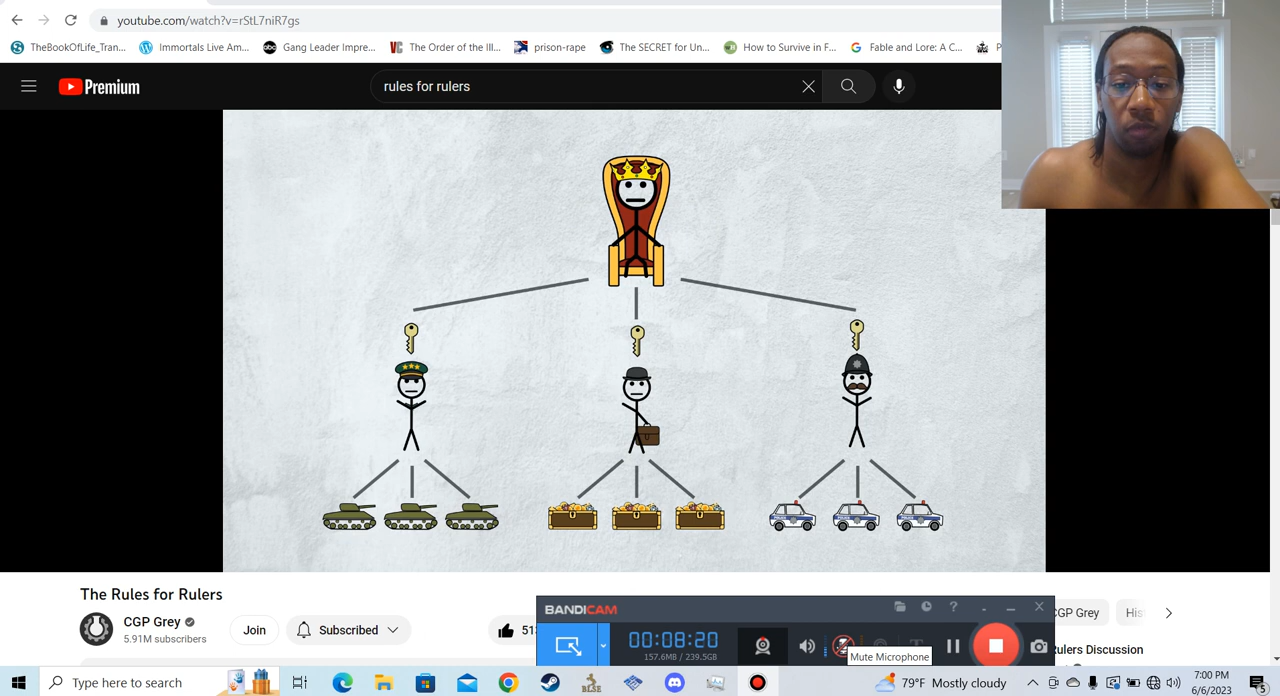 youtube.com/watch?v=rStL7niR7gs
TheBookOfLife_Tran... Immortals Live Am... Gang Leader Impre... The Order of the Ill... prison-rape The SECRET for Un... How to Survive in F... Fable and Lore: A C...
Premium
rules for rulers
The Rules for Rulers
CGP Grey
5.91M subscribers
Join
Subscribed
BANDICAM
00:08:20
157.6MB / 239.5GB
Mute Microphone
CGP Grey
Rulers Discussion
Type here to search
BLSE
79°F Mostly cloudy
7:00 PM
6/6/2023